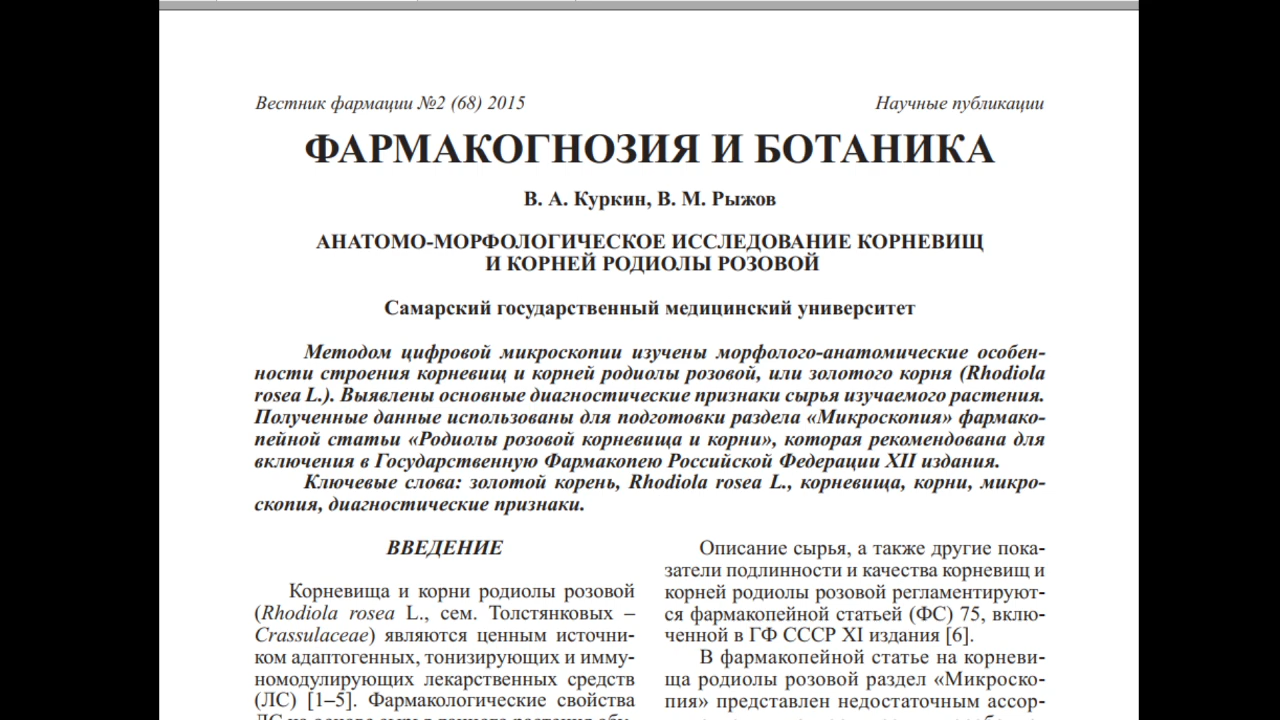 Вестник фармации №2 (68) 2015
Научные публикации
ФАРМАКОГНОЗИЯ И БОТАНИКА
В. А. Куркин, В. М. Рыжов
АНАТОМО-МОРФОЛОГИЧЕСКОЕ ИССЛЕДОВАНИЕ КОРНЕВИЩ
И КОРНЕЙ РОДИОЛЫ РОЗОВОЙ
Самарский государственный медицинский университет
Методом цифровой микроскопии изучены морфолого-анатомические особен-
ности строения корневищ и корней родиолы розовой, или золотого корня (Rhodiola
rosea L.). Выявлены основные диагностические признаки сырья изучаемого растения.
Полученные данные использованы для подготовки раздела «Микроскопия» фармако-
пейной статьи «Родиолы розовой корневища и корни», которая рекомендована для
включения в Государственную Фармакопею Российской Федерации XII издания.
Ключевые слова: золотой корень, Rhodiola rosea L., корневища, корни, микро-
скопия, диагностические признаки.
ВВЕДЕНИЕ
Корневища и корни родиолы розовой
(Rhodiola rosea L., сем. Толстянковых –
Crassulaceae) являются ценным источни-
ком адаптогенных, тонизирующих и имму-
номодулирующих лекарственных средств
(ЛС) [1–5]. Фармакологические свойства
Описание сырья, а также другие пока-
затели подлинности и качества корневищ и
корней родиолы розовой регламентируют-
ся фармакопейной статьей (ФС) 75, вклю-
ченной в ГФ СССР XI издания [6].
В фармакопейной статье на корневи-
ща родиолы розовой раздел «Микроско-
пия» представлен недостаточным ассор-